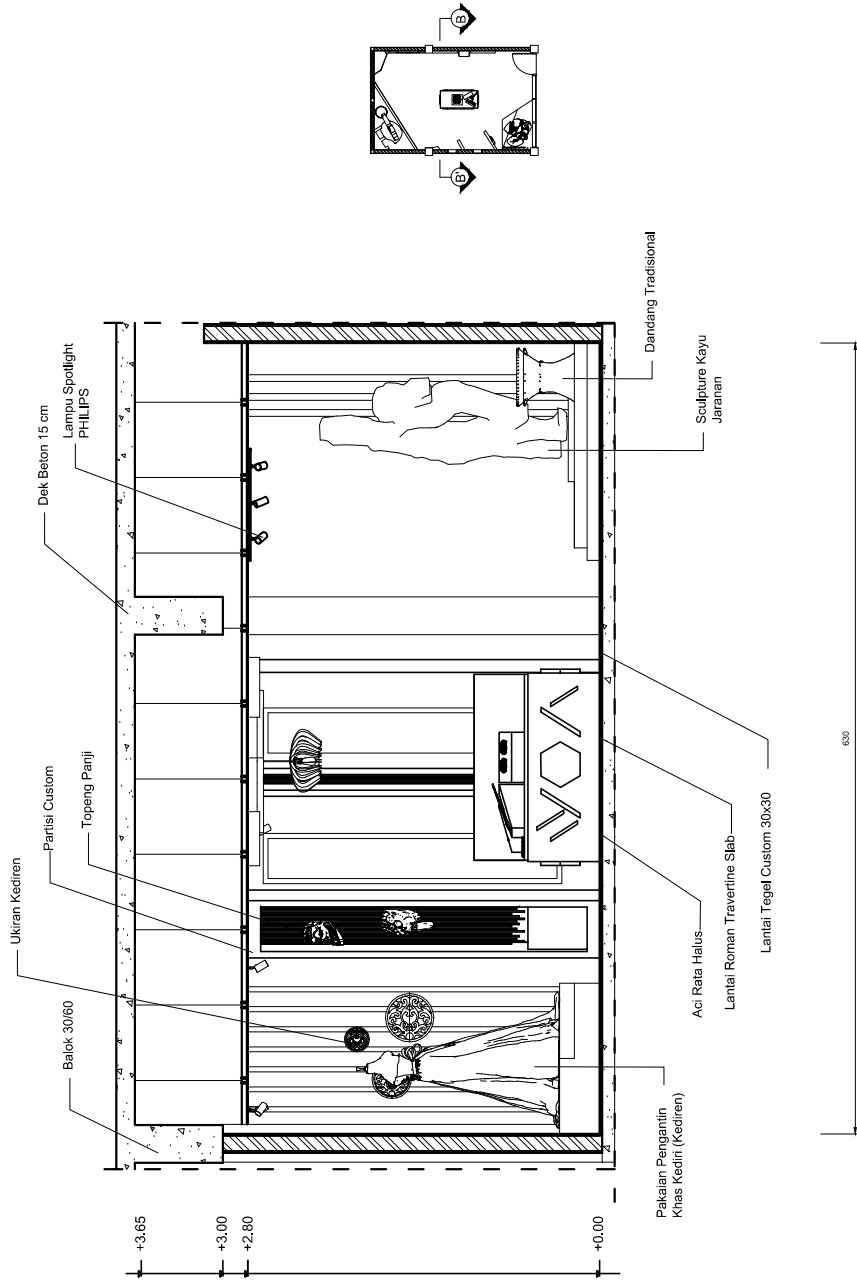 B
B'
Dek Beton 15 cm
Lampu Spotlight
PHILIPS
Ukiran Kediren
Partisi Custom
Topeng Panji
Balok 30/60
+3.65
+3.00
+2.80
+0.00
Dandang Tradisional
Sculpture Kayu
Jaranan
Lantai Tegel Custom 30x30
Lantai Roman Travertine Slab
Aci Rata Halus
Pakaian Pengantin
Khas Kediri (Kediren)
630